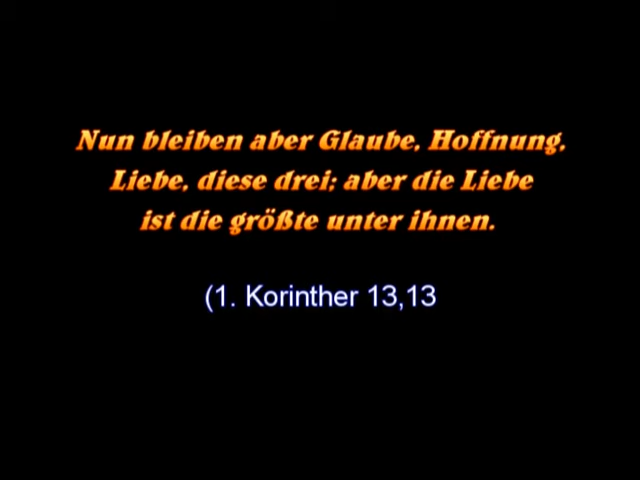 Nun bleiben aber Glaube, Hoffnung,
Liebe, diese drei; aber die Liebe
ist die größte unter ihnen.
(1. Korinther 13,13